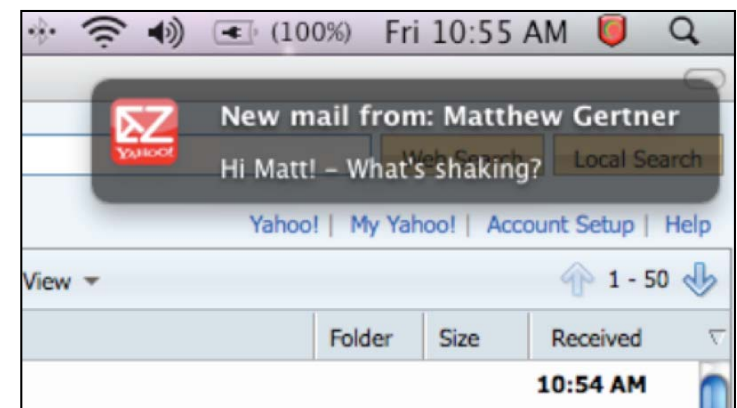 (100%) Fri 10:55 AM
New mail from: Matthew Gertner
YAHOO!
Hi Matt! – What's shaking?
Web Search
Local Search
Yahoo! | My Yahoo! | Account Setup | Help
View
1 - 50
Folder Size Received
10:54 AM